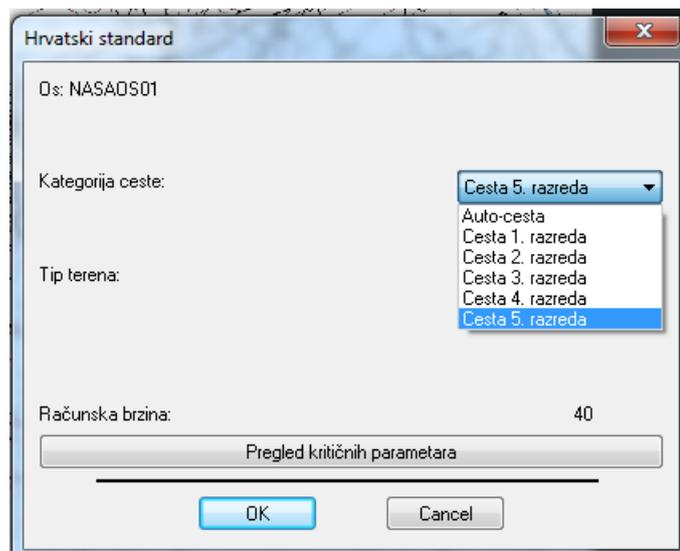 Hrvatski standard
Os: NASAOS01
Kategorija ceste:
Cesta 5. razreda
Auto-cesta
Cesta 1. razreda
Cesta 2. razreda
Cesta 3. razreda
Cesta 4. razreda
Cesta 5. razreda
Tip terena:
Računska brzina: 40
Pregled kritičnih parametara
OK Cancel